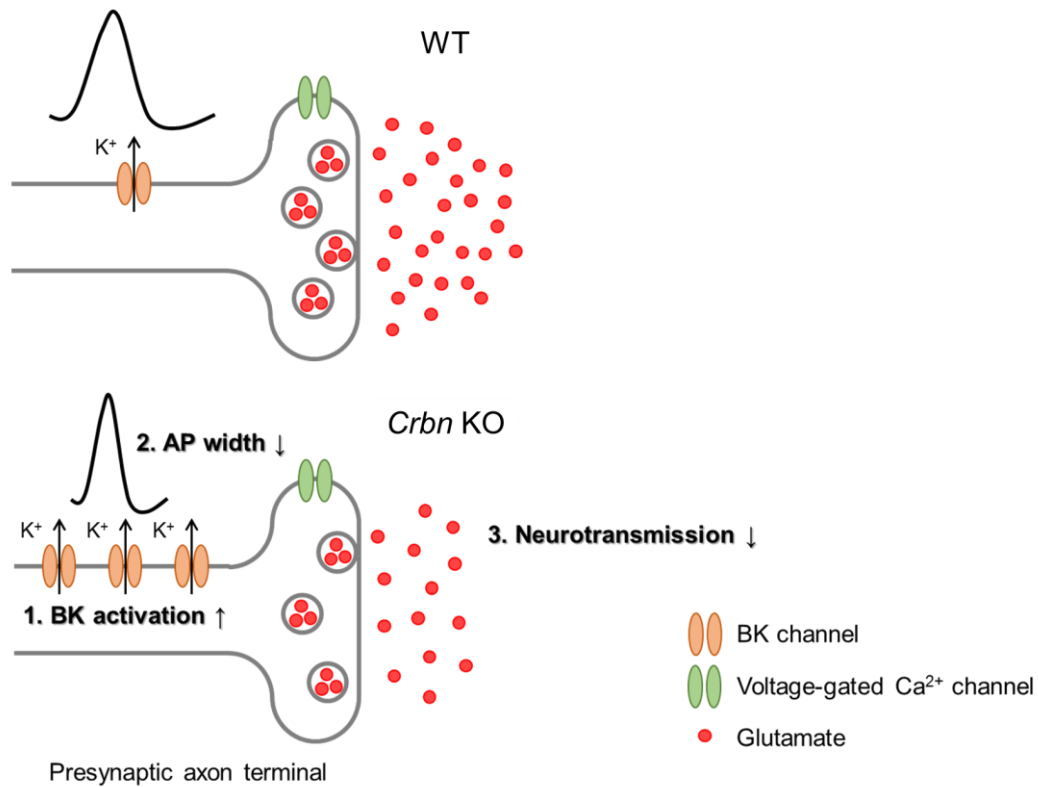 WT
K⁺
Crbn KO
2. AP width ↓
K⁺ K⁺ K⁺
3. Neurotransmission ↓
1. BK activation ↑
BK channel
Voltage-gated Ca²⁺ channel
Glutamate
Presynaptic axon terminal